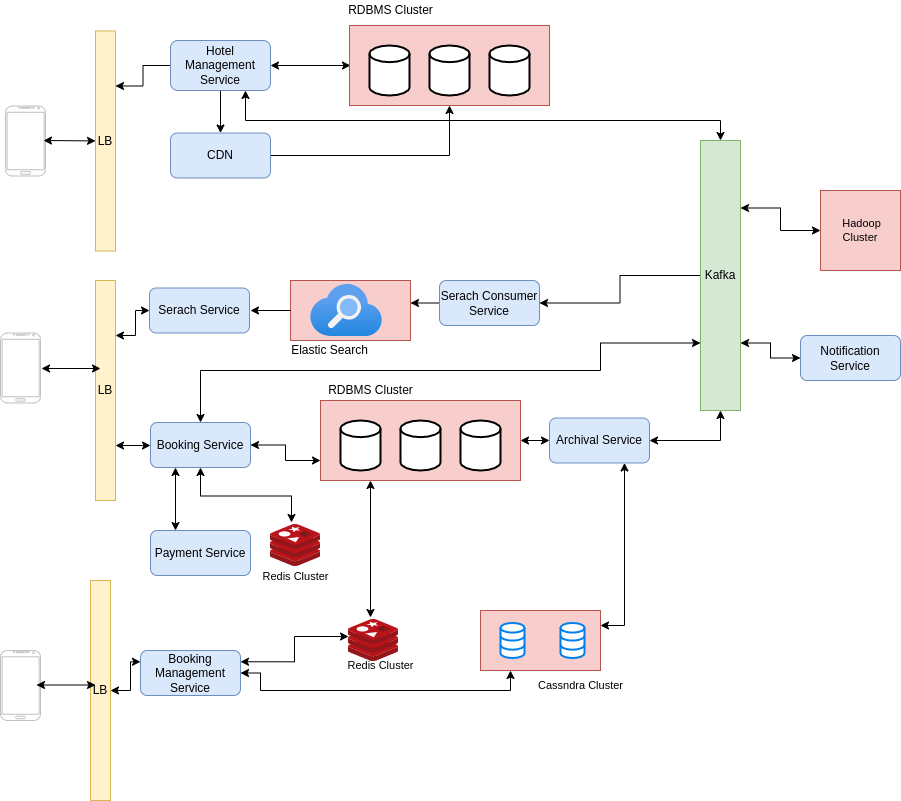 RDBMS Cluster
Hotel
Management
Service
LB
CDN
Kafka
Hadoop
Cluster
Serach Service
Serach Consumer
Service
Elastic Search
Notification
Service
LB
RDBMS Cluster
Booking Service
Archival Service
Payment Service
Redis Cluster
Booking
Management
Service
LB
Redis Cluster
Cassndra Cluster